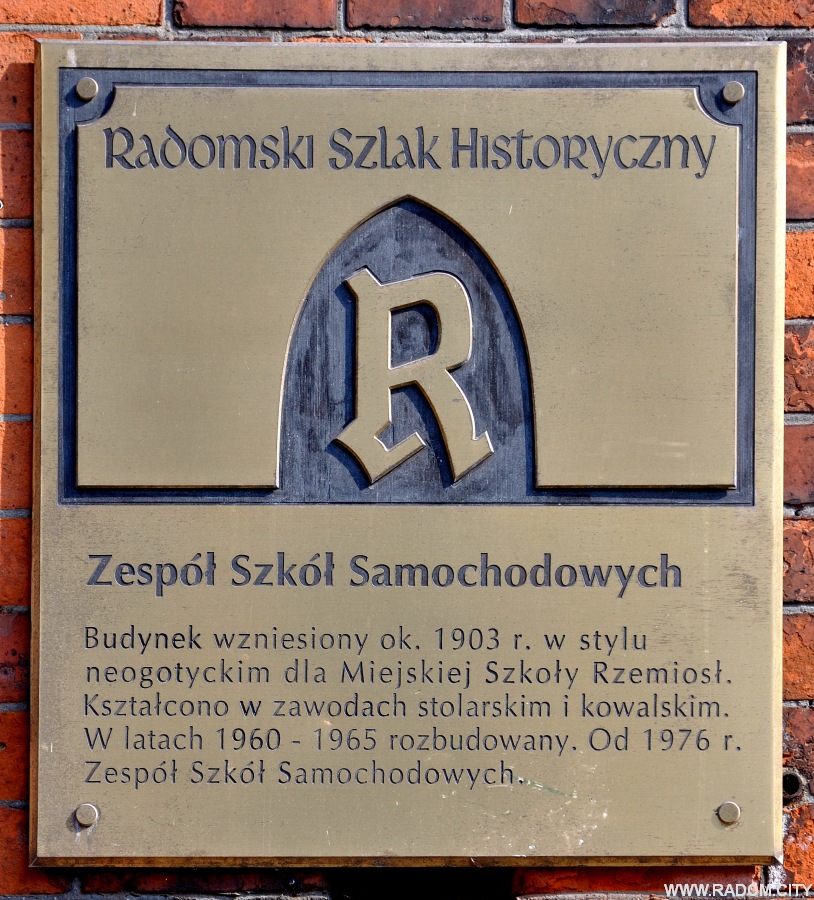 Radomski Szlak Historyczny
R
Zespół Szkół Samochodowych
Budynek wzniesiony ok. 1903 r. w stylu
neogotyckim dla Miejskiej Szkoły Rzemiosł.
Kształcono w zawodach stolarskim i kowalskim.
W latach 1960 - 1965 rozbudowany. Od 1976 r.
Zespół Szkół Samochodowych.
WWW.RADOM.CITY